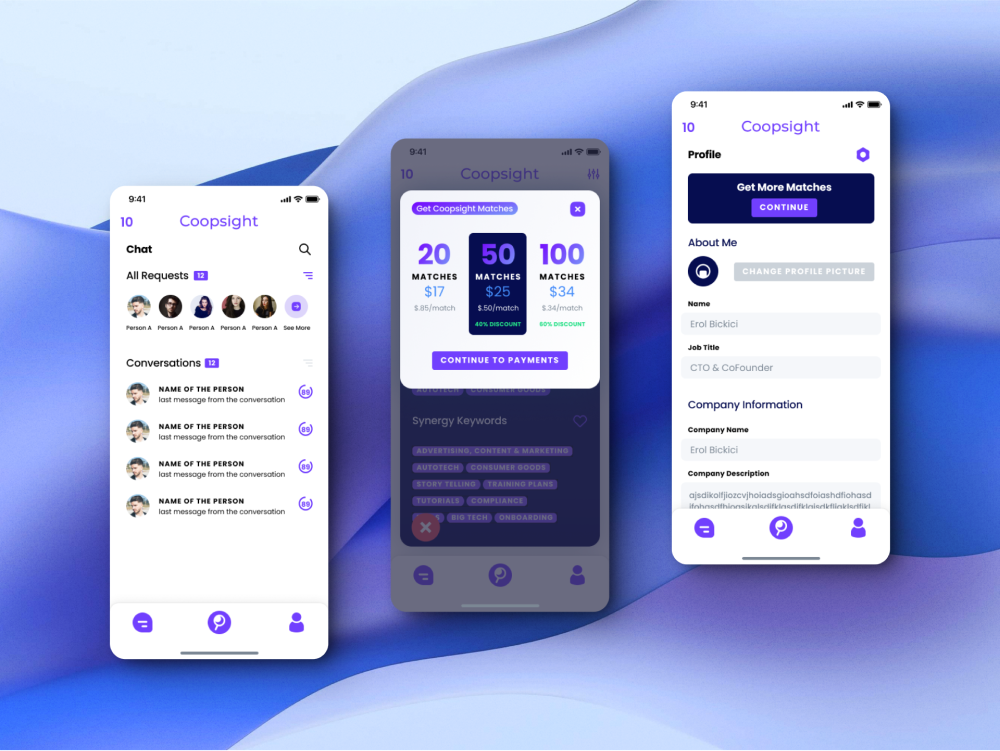 9:41
10 Coopsight
Chat
All Requests 12
Person A Person A Person A Person A Person A See More
Conversations 12
NAME OF THE PERSON
last message from the conversation
89
NAME OF THE PERSON
last message from the conversation
89
NAME OF THE PERSON
last message from the conversation
89
NAME OF THE PERSON
last message from the conversation
89
9:41
10 Coopsight
Get Coopsight Matches
20 50 100
MATCHES MATCHES MATCHES
$17 $25 $34
$.85/match $.50/match $.34/match
40% DISCOUNT 60% DISCOUNT
CONTINUE TO PAYMENTS
AUTOTECH CONSUMER GOODS
Synergy Keywords
ADVERTISING, CONTENT & MARKETING
AUTOTECH CONSUMER GOODS
STORY TELLING TRAINING PLANS
TUTORIALS COMPLIANCE
BIG TECH ONBOARDING
9:41
10 Coopsight
Profile
Get More Matches
CONTINUE
About Me
CHANGE PROFILE PICTURE
Name
Erol Bickici
Job Title
CTO & CoFounder
Company Information
Company Name
Erol Bickici
Company Description
ajsdikolfjiozcvjhoiadsgioahsdfoiashdfiohasd